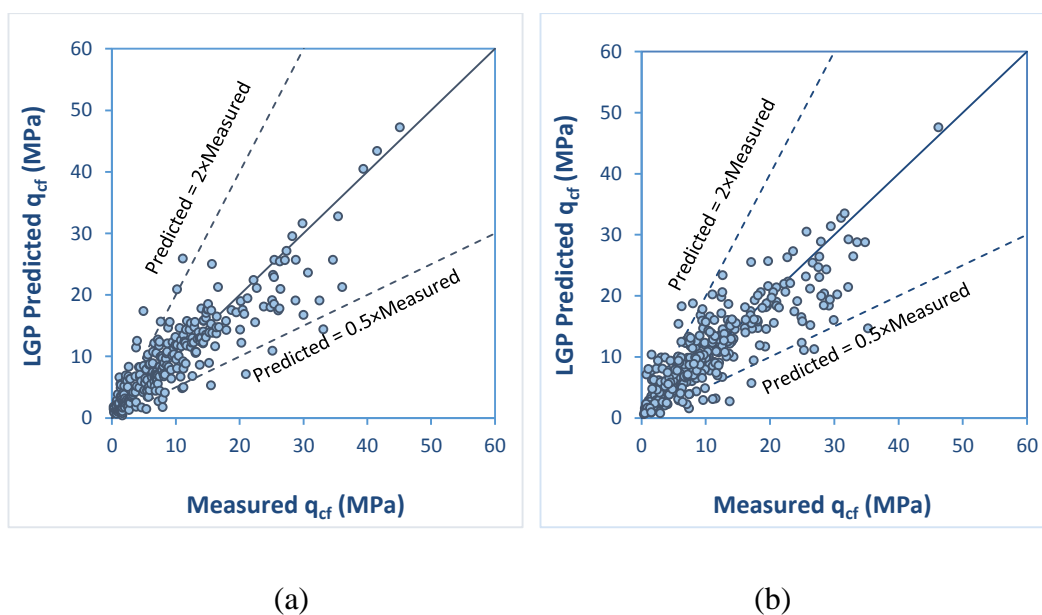 60
50
40
30
20
10
0
0 10 20 30 40 50 60
LGP Predicted qcf (MPa)
Measured qcf (MPa)
Predicted = 2×Measured
Predicted = 0.5×Measured
(a)
60
50
40
30
20
10
0
0 10 20 30 40 50 60
LGP Predicted qcf (MPa)
Measured qcf (MPa)
Predicted = 2×Measured
Predicted = 0.5×Measured
(b)